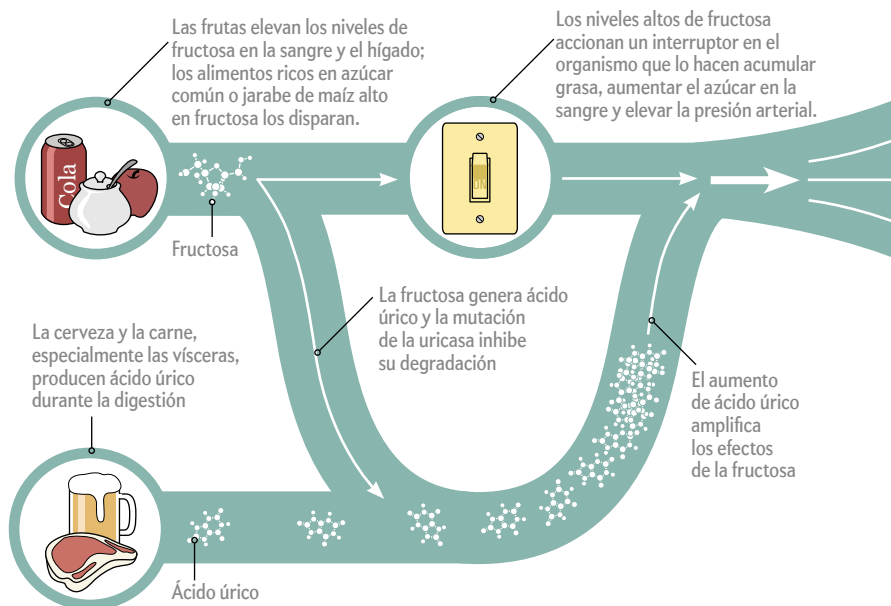 Las frutas elevan los niveles de
fructosa en la sangre y el hígado;
los alimentos ricos en azúcar
común o jarabe de maíz alto
en fructosa los disparan.
Los niveles altos de fructosa
accionan un interruptor en el
organismo que lo hacen acumular
grasa, aumentar el azúcar en la
sangre y elevar la presión arterial.
Cola
ON
Fructosa
La fructosa genera ácido
úrico y la mutación
de la uricasa inhibe
su degradación
La cerveza y la carne,
especialmente las vísceras,
producen ácido úrico
durante la digestión
El aumento
de ácido úrico
amplifica
los efectos
de la fructosa
Ácido úrico